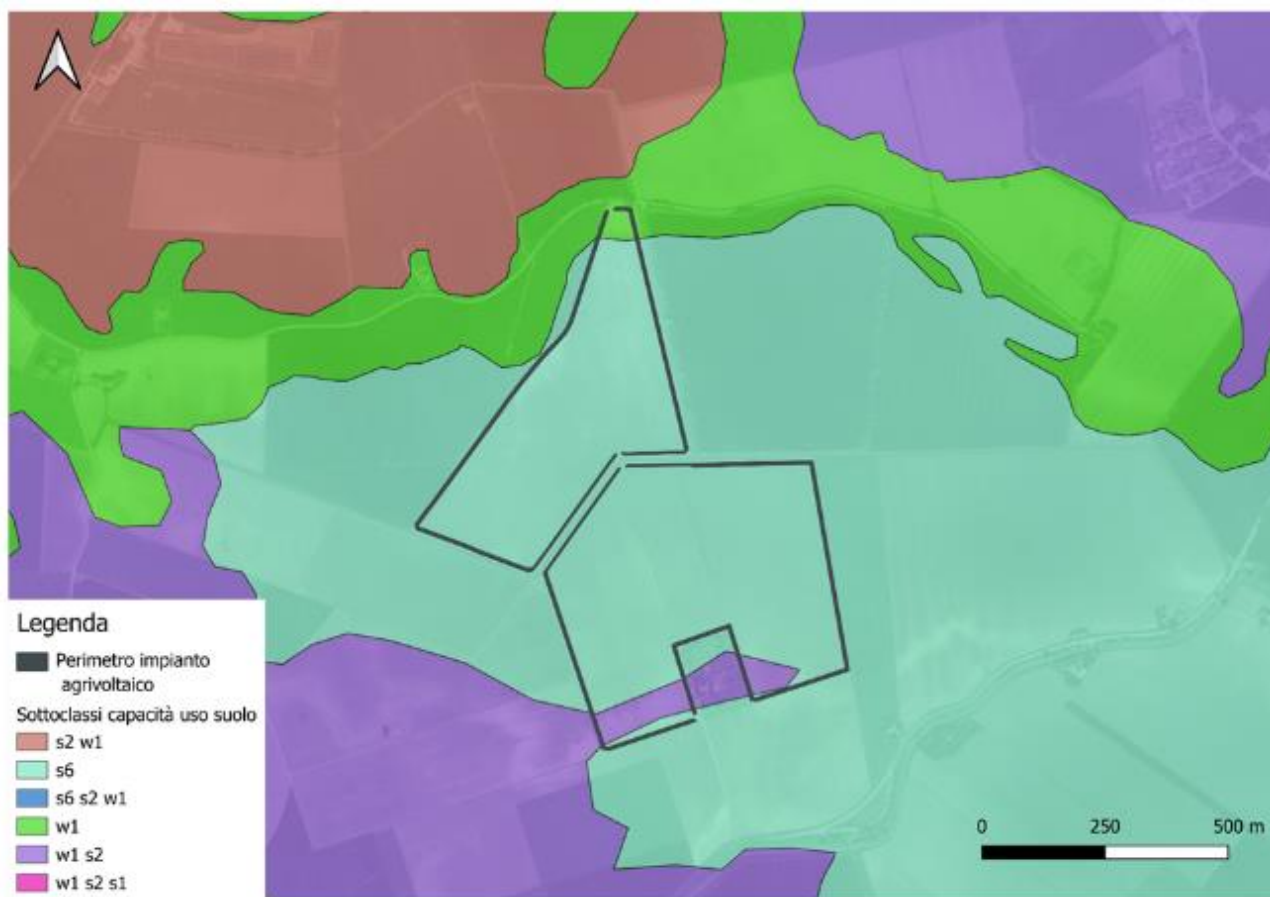 Legenda
Perimetro impianto
agrivoltaico
Sottoclassi capacità uso suolo
s2 w1
s6
s6 s2 w1
w1
w1 s2
w1 s2 s1
0 250 500 m